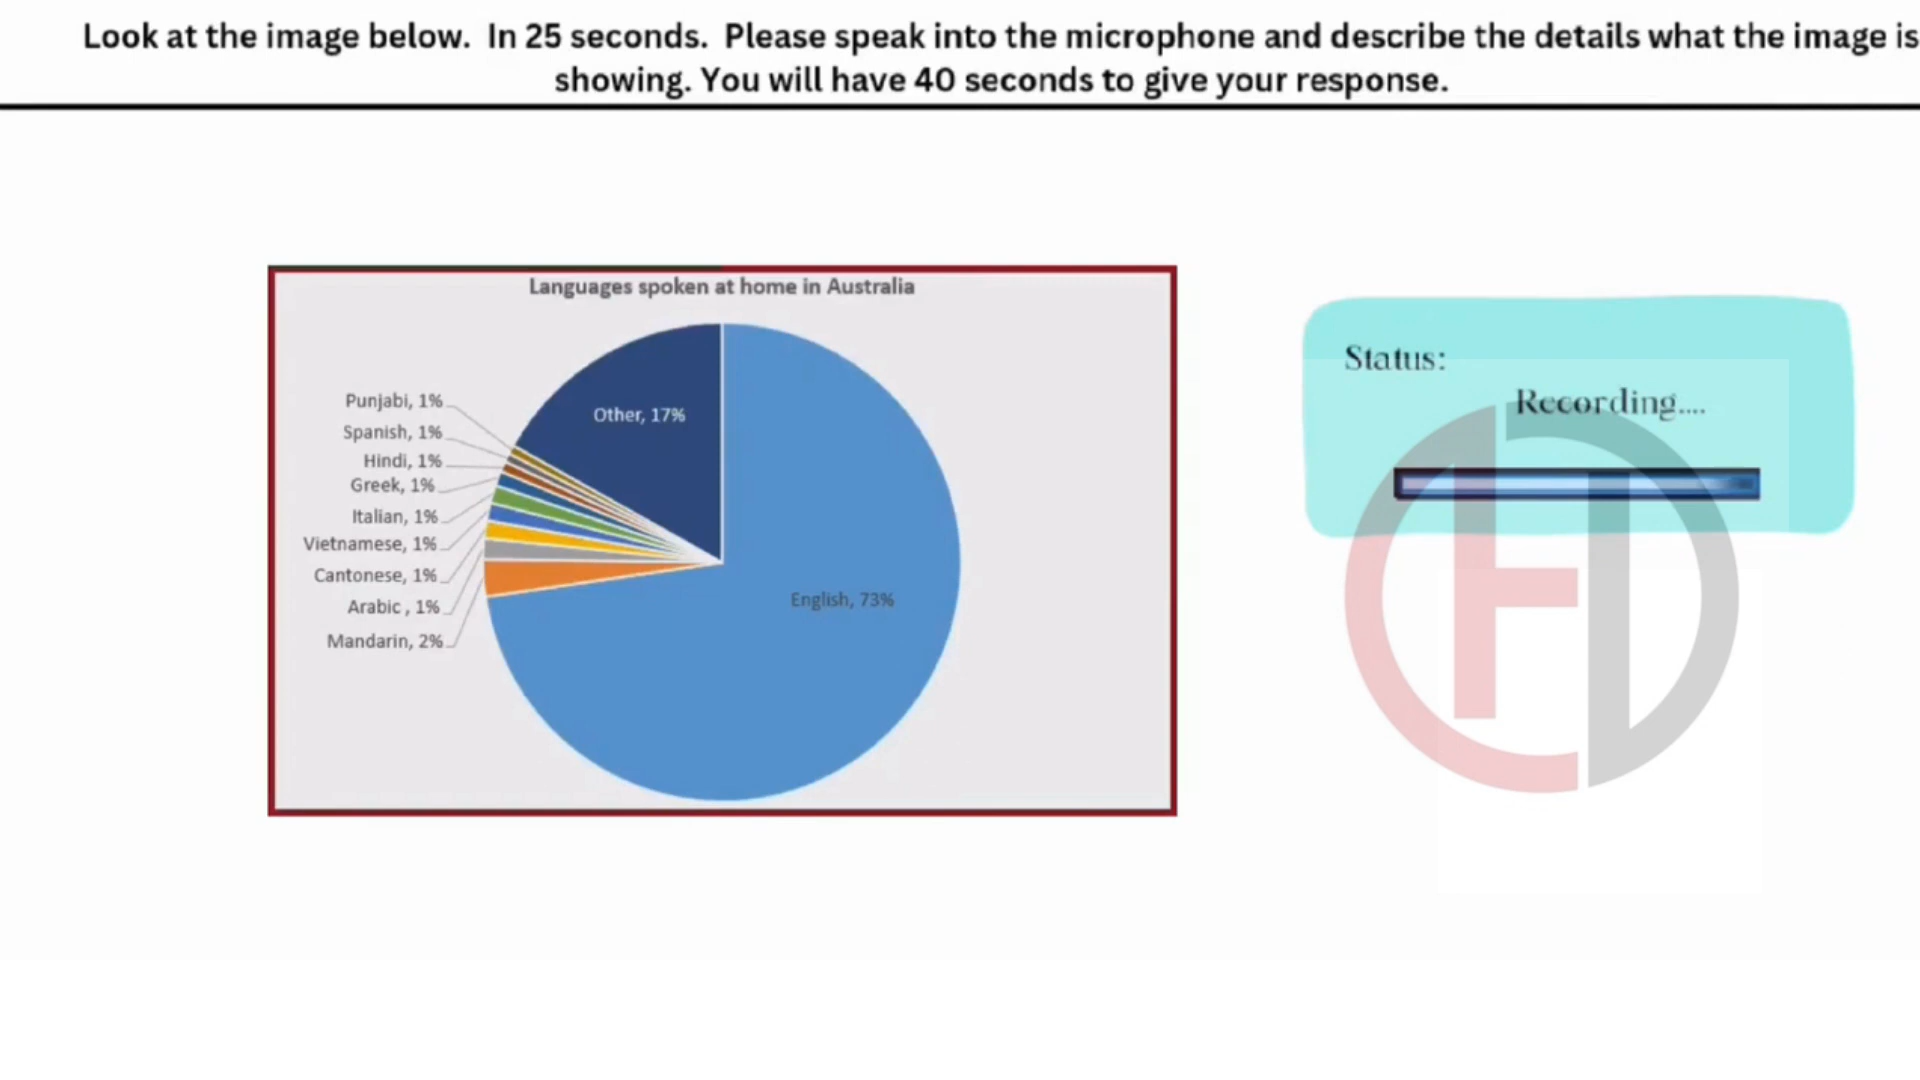 Look at the image below. In 25 seconds. Please speak into the microphone and describe the details what the image is
showing. You will have 40 seconds to give your response.
Languages spoken at home in Australia
Punjabi, 1%
Spanish, 1%
Hindi, 1%
Greek, 1%
Italian, 1%
Vietnamese, 1%
Cantonese, 1%
Arabic , 1%
Mandarin, 2%
Other, 17%
English, 73%
Status:
Recording....